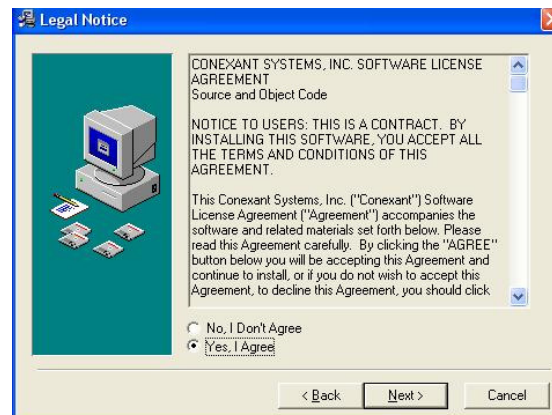 Legal Notice
CONEXANT SYSTEMS, INC. SOFTWARE LICENSE
AGREEMENT
Source and Object Code
NOTICE TO USERS: THIS IS A CONTRACT. BY
INSTALLING THIS SOFTWARE, YOU ACCEPT ALL
THE TERMS AND CONDITIONS OF THIS
AGREEMENT.
This Conexant Systems, Inc. ("Conexant") Software
License Agreement ("Agreement") accompanies the
software and related materials set forth below. Please
read this Agreement carefully. By clicking the "AGREE"
button below you will be accepting this Agreement and
continue to install, or if you do not wish to accept this
Agreement, to decline this Agreement, you should click
No, I Don't Agree
Yes, I Agree
< Back
Next >
Cancel